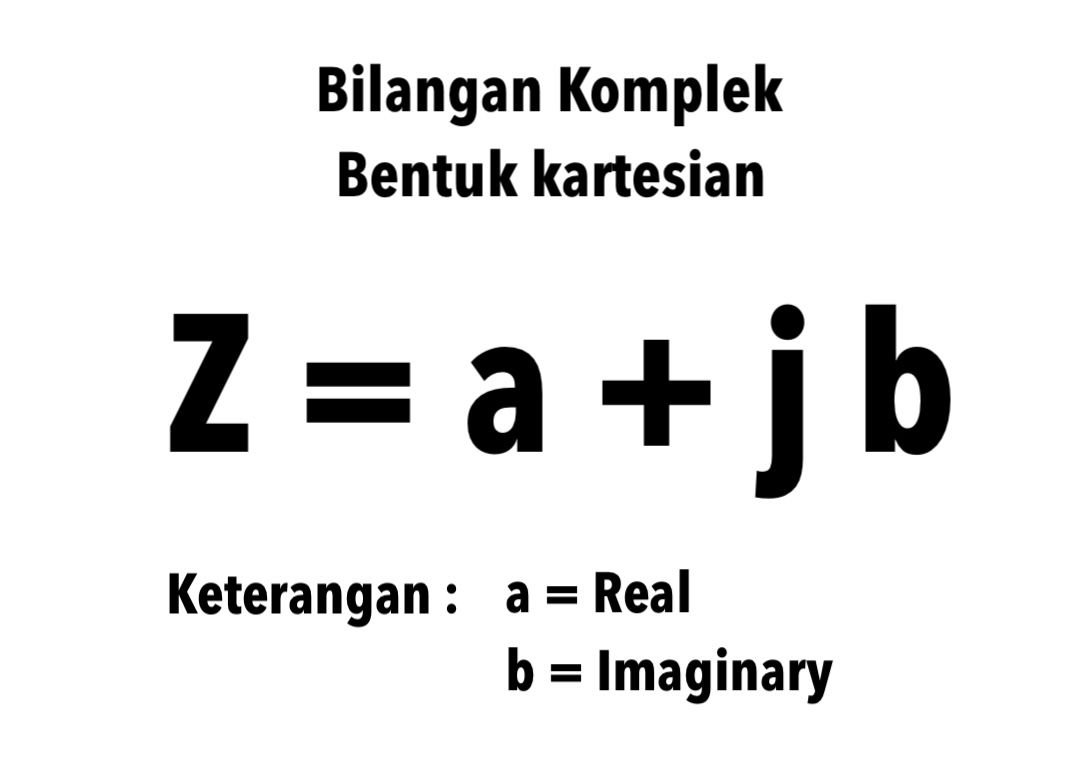 Bilangan Komplek
Bentuk kartesian
Z = a + j b
Keterangan : a = Real
b = Imaginary